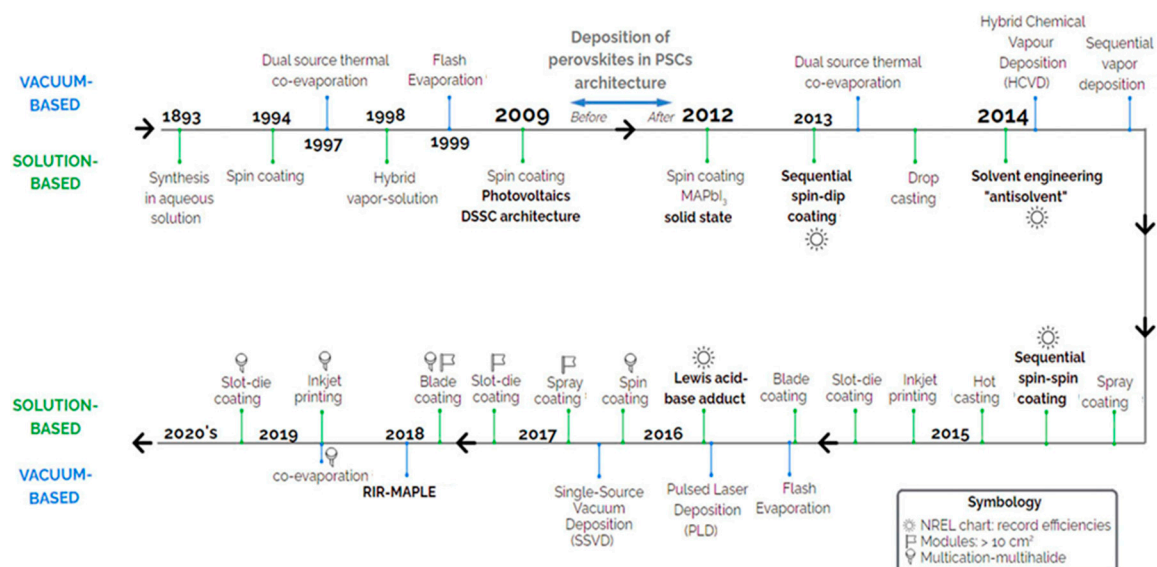 Deposition of
perovskites in PSCs
architecture
Before
After
VACUUM-
BASED
SOLUTION-
BASED
Dual source thermal
co-evaporation
Flash
Evaporation
Dual source thermal
co-evaporation
Hybrid Chemical
Vapour
Deposition
(HCVD)
Sequential
vapor
deposition
1893
1994
1997
1998
1999
2009
2012
2013
2014
Synthesis
in aqueous
solution
Spin coating
Hybrid
vapor-solution
Spin coating
Photovoltaics
DSSC architecture
Spin coating
MAPbI₃
solid state
Sequential
spin-dip
coating
Drop
casting
Solvent engineering
"antisolvent"
SOLUTION-
BASED
VACUUM-
BASED
Slot-die
coating
Inkjet
printing
Blade
coating
Slot-die
coating
Spray
coating
Spin
coating
Lewis acid-
base adduct
Blade
coating
Slot-die
coating
Inkjet
printing
Hot
casting
Sequential
spin-spin
coating
Spray
coating
2020's
2019
2018
2017
2016
2015
co-evaporation
RIR-MAPLE
Single-Source
Vacuum
Deposition
(SSVD)
Pulsed Laser
Deposition
(PLD)
Flash
Evaporation
Symbology
NREL chart: record efficiencies
Modules: > 10 cm²
Multication-multihalide